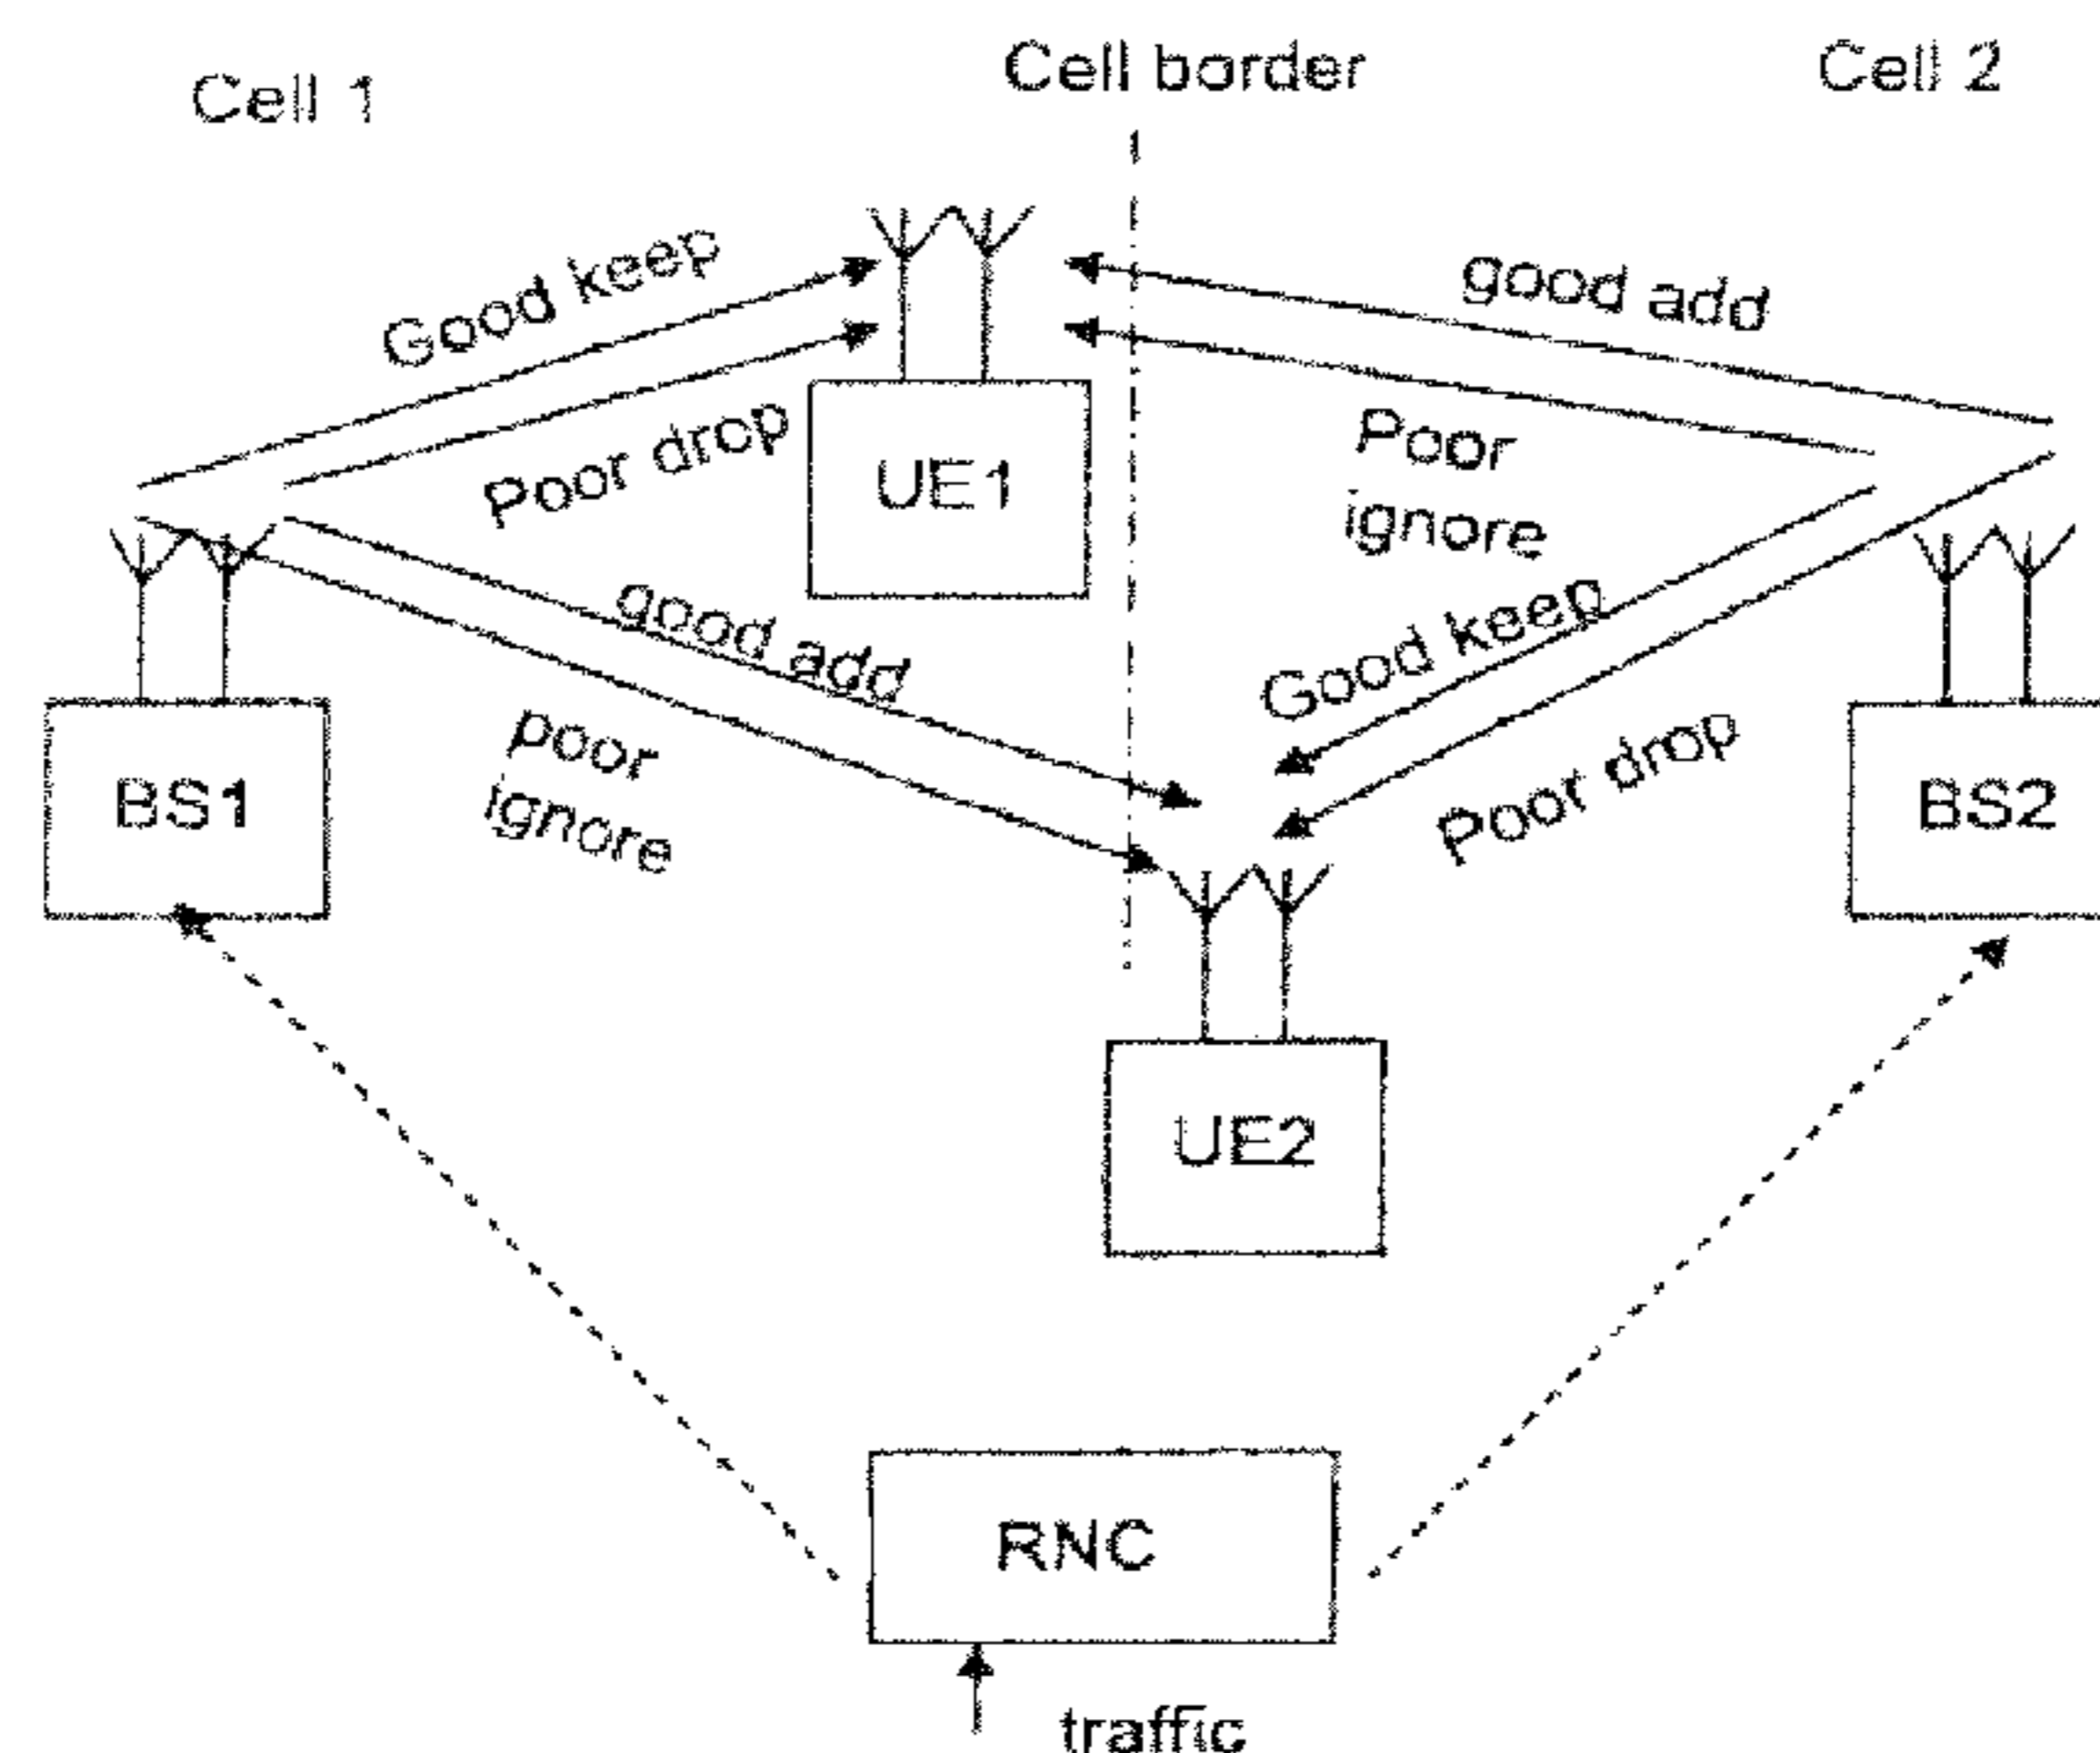 Cell 1
Cell border
Cell 2
Good keep
good add
Poor drop
UE1
Poor
ignore
good add
Good keep
poor
ignore
Poor drop
BS1
BS2
UE2
RNC
traffic